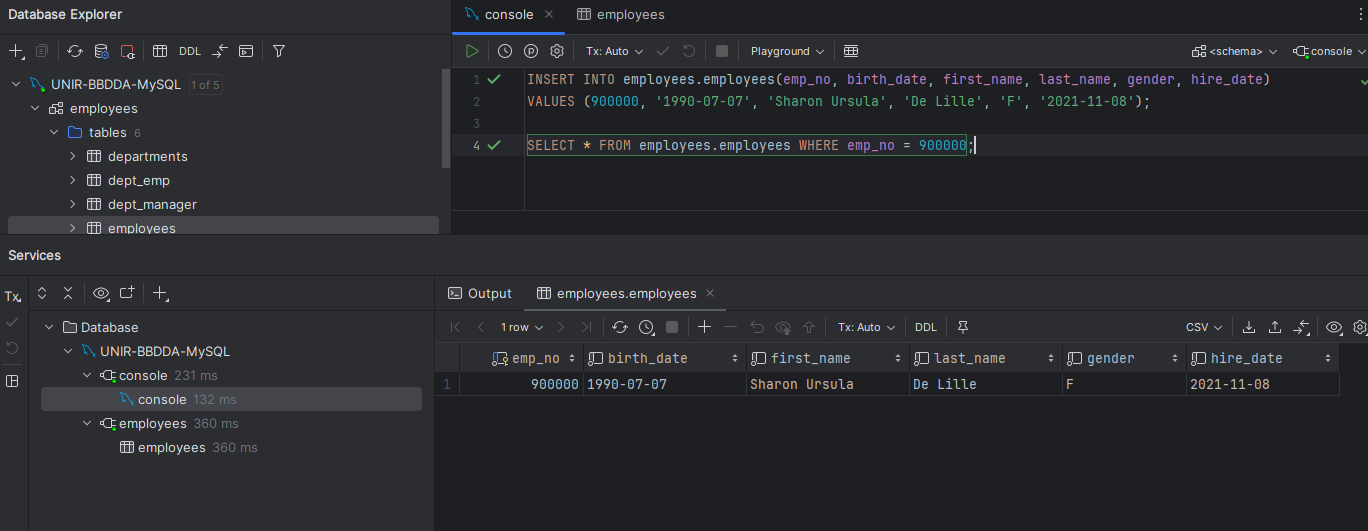 Database Explorer
console
employees
DDL
Tx: Auto
Playground
<schema>
console
UNIR-BBDDA-MySQL 1 of 5
employees
tables 6
departments
dept_emp
dept_manager
employees
1 INSERT INTO employees.employees(emp_no, birth_date, first_name, last_name, gender, hire_date)
2 VALUES (900000, '1990-07-07', 'Sharon Ursula', 'De Lille', 'F', '2021-11-08');
3
4 SELECT * FROM employees.employees WHERE emp_no = 900000;
Services
Tx
Database
UNIR-BBDDA-MySQL
console 231 ms
console 132 ms
employees 360 ms
employees 360 ms
Output
employees.employees
1 row
Tx: Auto
DDL
CSV
emp_no birth_date first_name last_name gender hire_date
1 900000 1990-07-07 Sharon Ursula De Lille F 2021-11-08